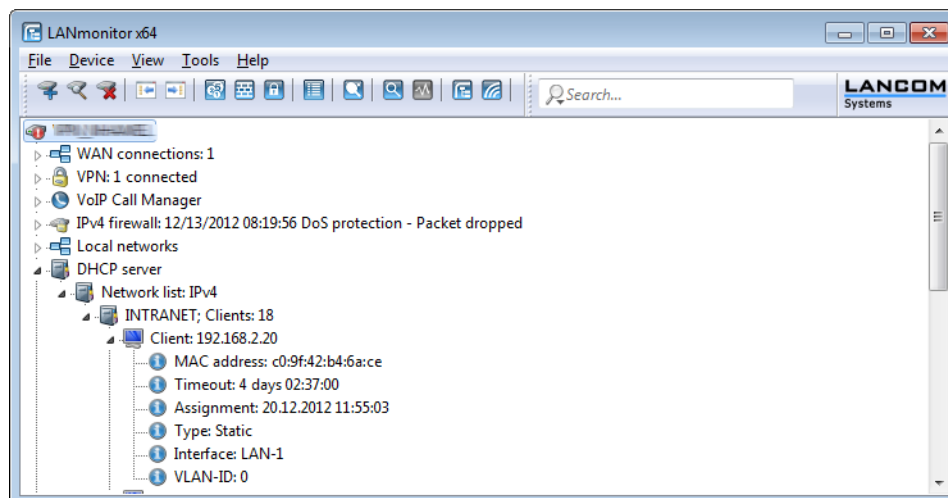 LANmonitor x64
File Device View Tools Help
Search...
LANCOM
Systems
WAN connections: 1
VPN: 1 connected
VoIP Call Manager
IPv4 firewall: 12/13/2012 08:19:56 DoS protection - Packet dropped
Local networks
DHCP server
Network list: IPv4
INTRANET; Clients: 18
Client: 192.168.2.20
MAC address: c0:9f:42:b4:6a:ce
Timeout: 4 days 02:37:00
Assignment: 20.12.2012 11:55:03
Type: Static
Interface: LAN-1
VLAN-ID: 0